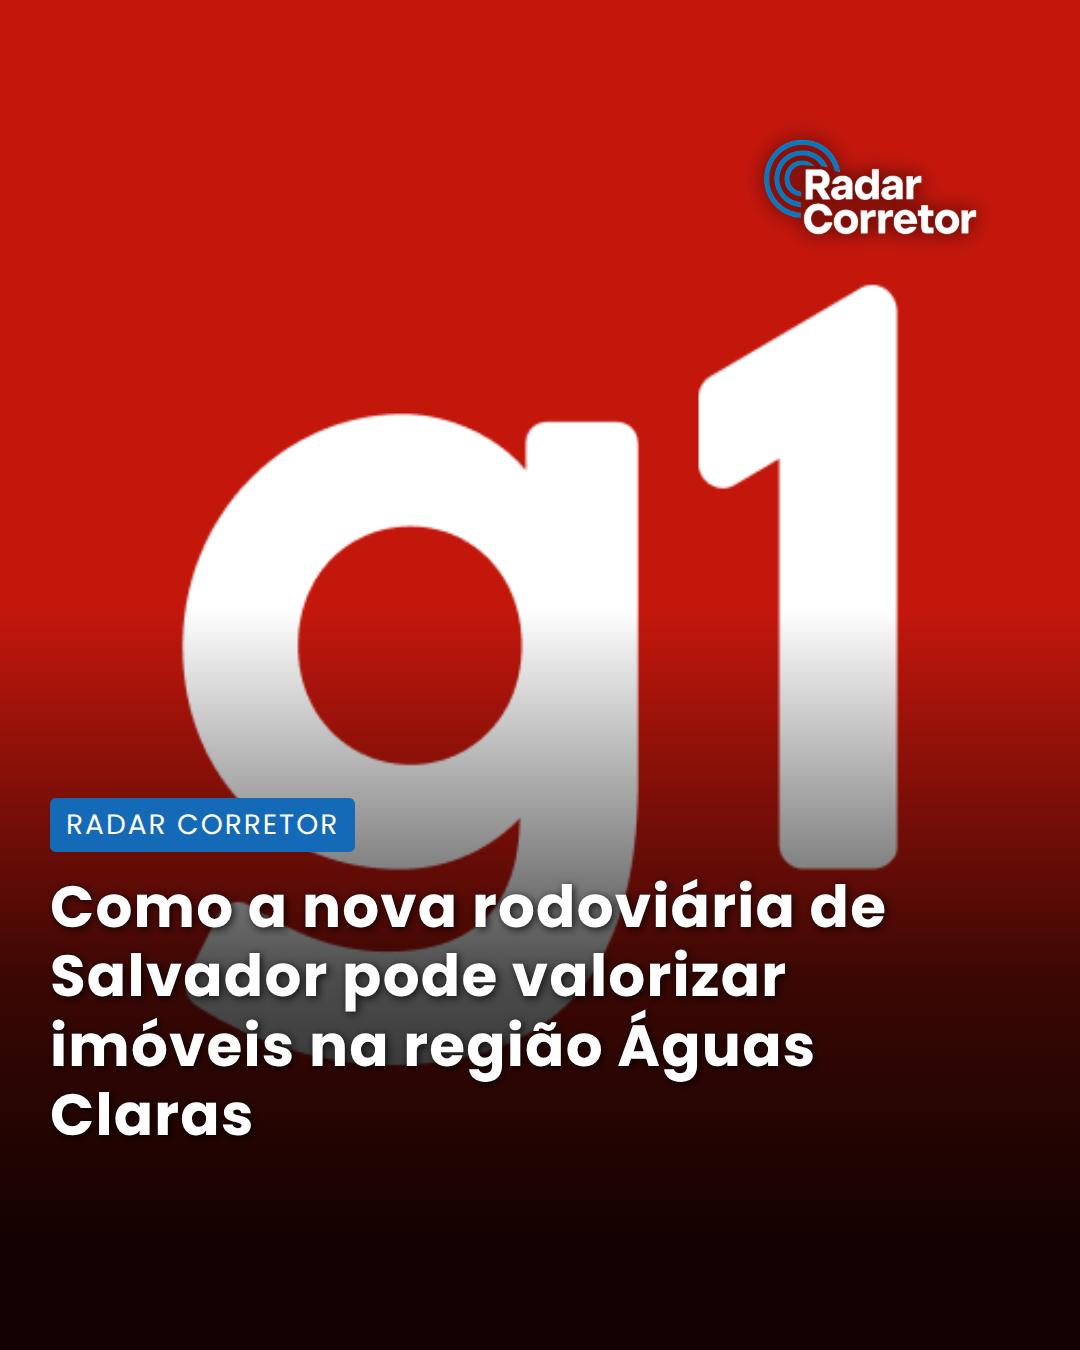 Radar
Corretor
g1
RADAR CORRETOR
Como a nova rodoviária de
Salvador pode valorizar
imóveis na região Águas
Claras